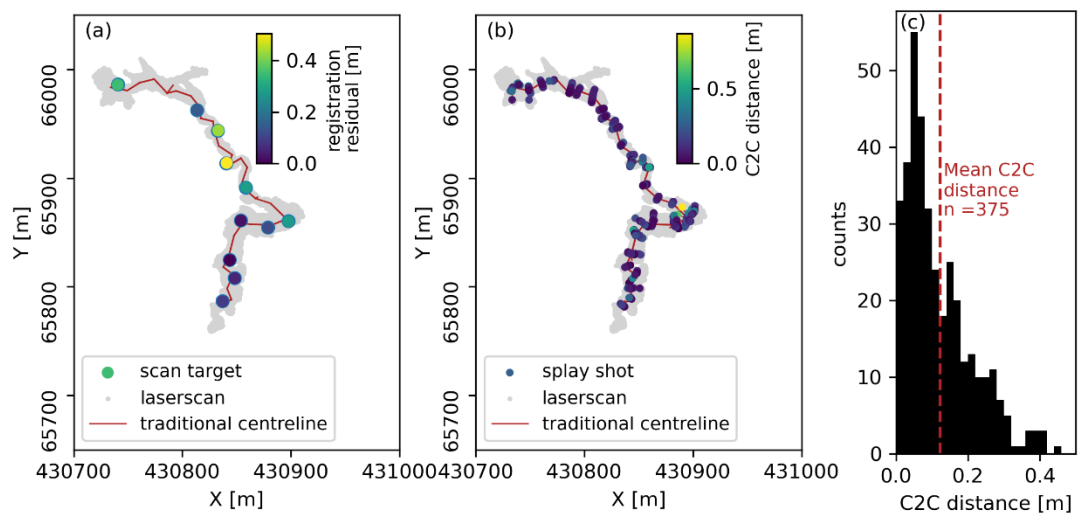 (a)
0.4
0.2
0.0
registration
residual [m]
66000
65900
65800
65700
Y [m]
scan target
laserscan
traditional centreline
430700
430800
430900
431000
X [m]
(b)
0.5
0.0
C2C distance [m]
66000
65900
65800
65700
Y [m]
splay shot
laserscan
traditional centreline
430700
430800
430900
431000
X [m]
(c)
50
40
30
20
10
0
counts
Mean C2C
distance
n =375
0.0
0.2
0.4
C2C distance [m]